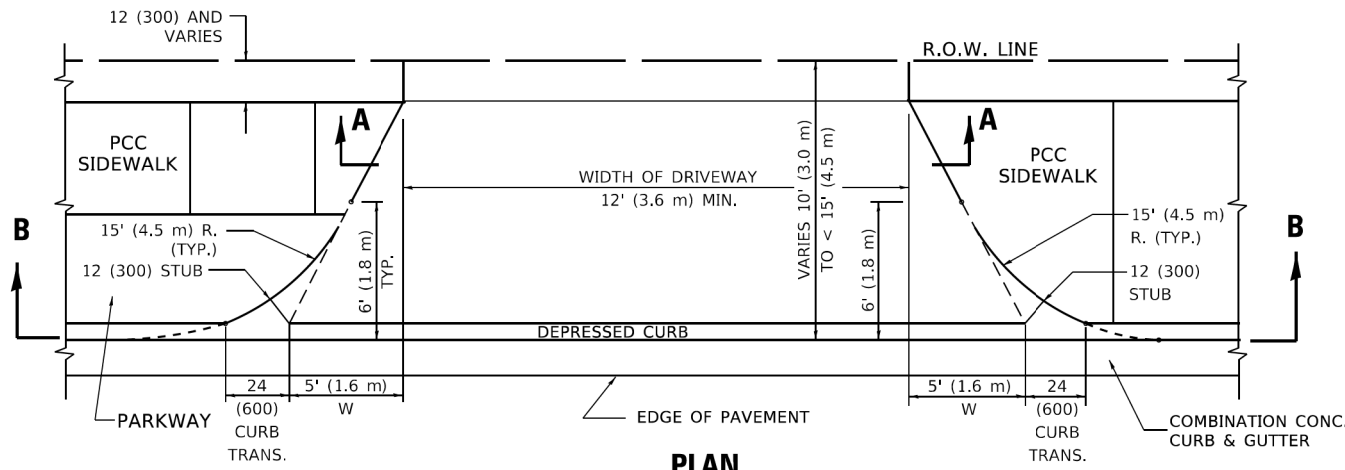 12 (300) AND
VARIES
R.O.W. LINE
A
A
PCC
SIDEWALK
PCC
SIDEWALK
WIDTH OF DRIVEWAY
12' (3.6 m) MIN.
VARIES 10' (3.0 m)
TO < 15' (4.5 m)
B
B
15' (4.5 m) R.
(TYP.)
12 (300) STUB
6' (1.8 m)
TYP.
6' (1.8 m)
15' (4.5 m)
R. (TYP.)
12 (300)
STUB
DEPRESSED CURB
24
(600)
CURB
TRANS.
5' (1.6 m)
W
5' (1.6 m)
W
24
(600)
CURB
TRANS.
PARKWAY
EDGE OF PAVEMENT
COMBINATION CONC.
CURB & GUTTER
PLAN